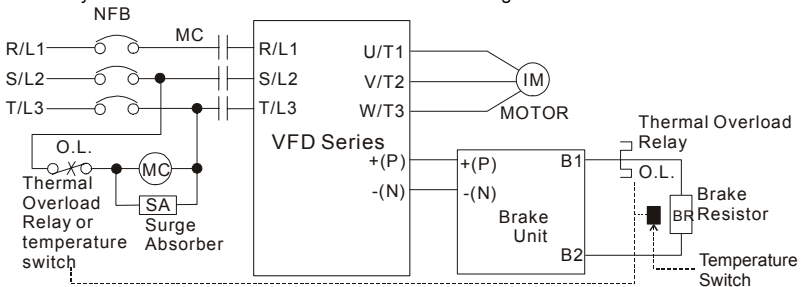 NFB
MC
R/L1
R/L1
U/T1
S/L2
S/L2
V/T2
IM
T/L3
T/L3
W/T3
MOTOR
O.L.
VFD Series
Thermal Overload
Relay
O.L.
MC
+(P)
+(P)
B1
Thermal
Overload
Relay or
temperature
switch
SA
Surge
Absorber
-(N)
-(N)
Brake
Unit
B2
BR
Brake
Resistor
Temperature
Switch